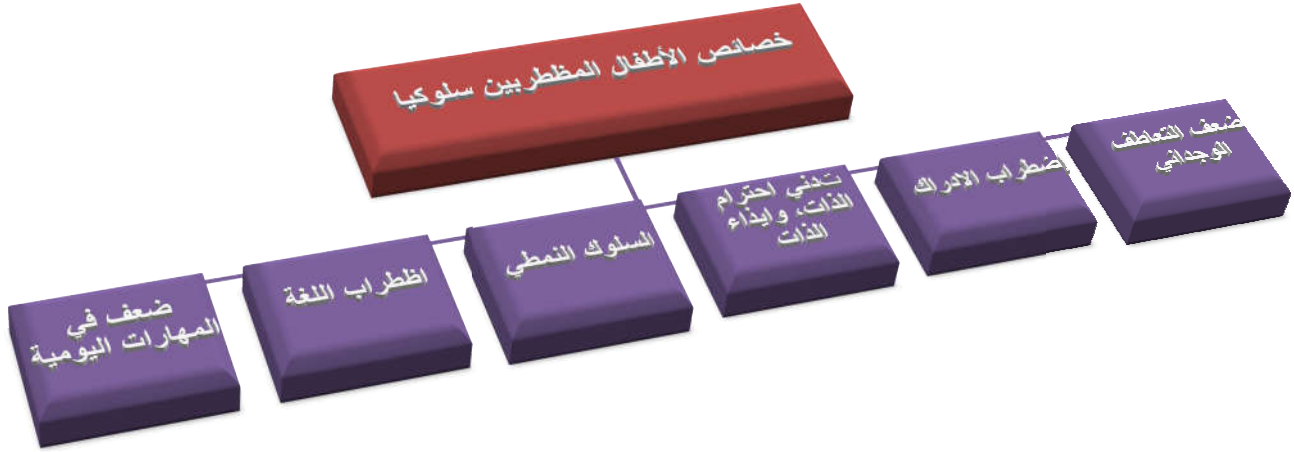 خصائص الأطفال المظطربين سلوكيا
ضعف التعاطف
الوجداني
إضطراب الادراك
تدني احترام
الذات، وايذاء
الذات
السلوك النمطي
اظطراب اللغة
ضعف في
المهارات اليومية